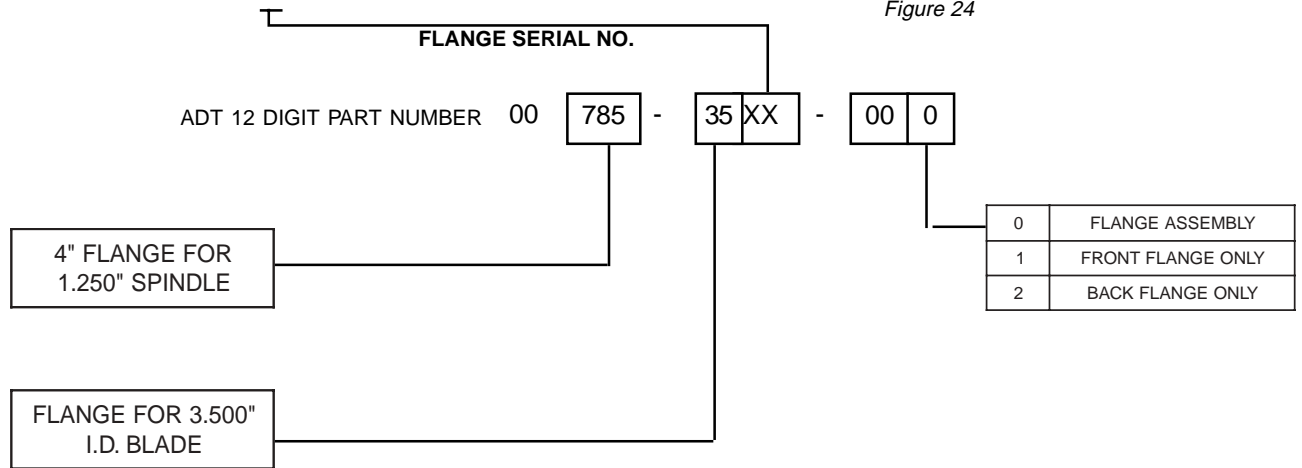 Figure 24
FLANGE SERIAL NO.
ADT 12 DIGIT PART NUMBER 00 785 - 35 XX - 00 0
0 FLANGE ASSEMBLY
1 FRONT FLANGE ONLY
2 BACK FLANGE ONLY
4" FLANGE FOR
1.250" SPINDLE
FLANGE FOR 3.500"
I.D. BLADE